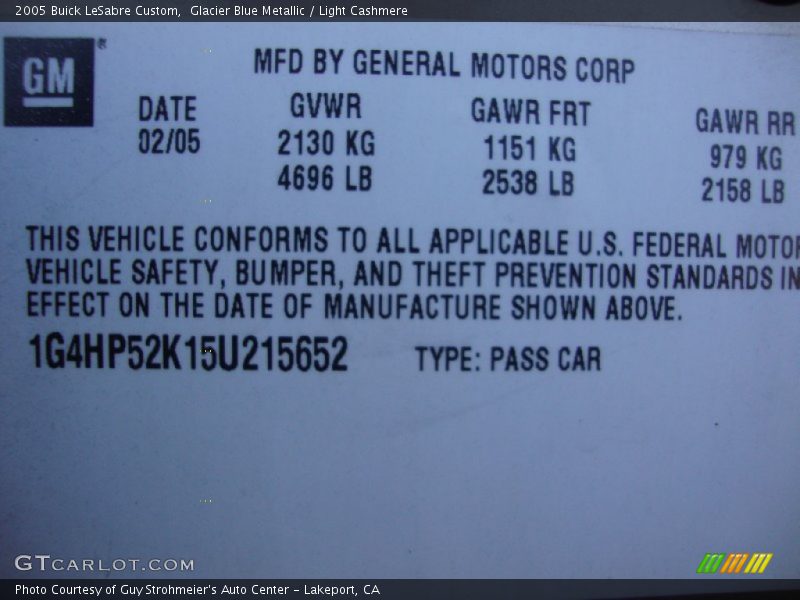 2005 Buick LeSabre Custom,  Glacier Blue Metallic / Light Cashmere
GM®
MFD BY GENERAL MOTORS CORP
DATE GVWR GAWR FRT GAWR RR
02/05 2130 KG 1151 KG 979 KG
4696 LB 2538 LB 2158 LB
THIS VEHICLE CONFORMS TO ALL APPLICABLE U.S. FEDERAL MOTOR
VEHICLE SAFETY, BUMPER, AND THEFT PREVENTION STANDARDS IN
EFFECT ON THE DATE OF MANUFACTURE SHOWN ABOVE.
1G4HP52K15U215652 TYPE: PASS CAR
GTCARLOT.COM
Photo Courtesy of Guy Strohmeier's Auto Center - Lakeport, CA